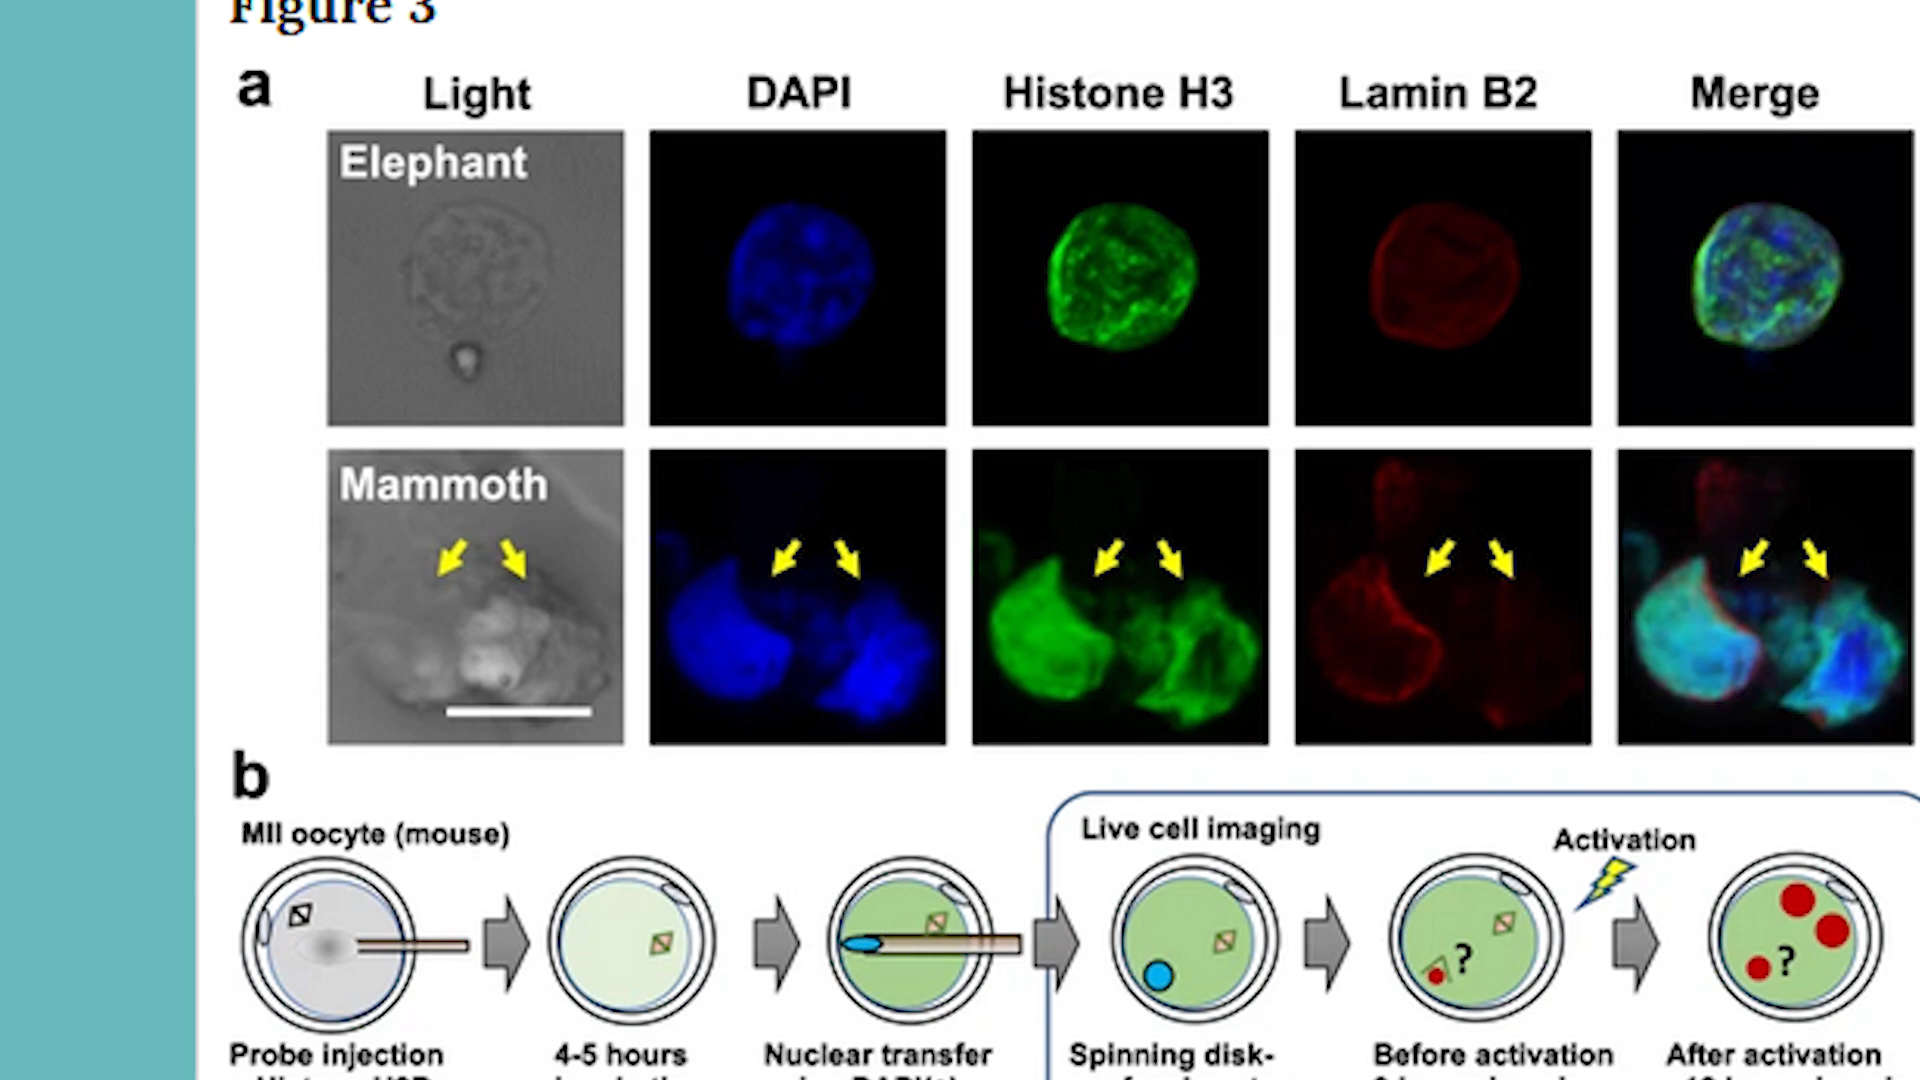 Figure 3
a
Light DAPI Histone H3 Lamin B2 Merge
Elephant
Mammoth
b
MII oocyte (mouse)
Live cell imaging
Activation
?
?
Probe injection 4-5 hours Nuclear transfer Spinning disk- Before activation After activation